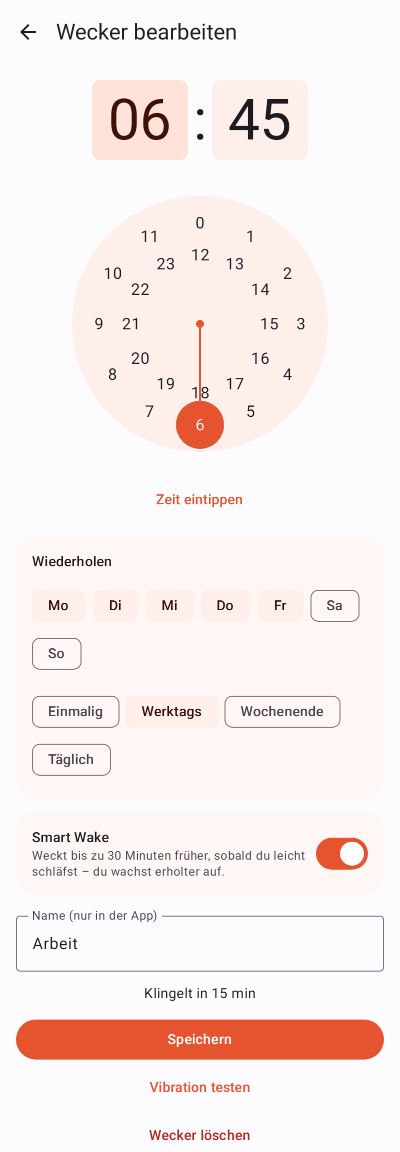 Wecker bearbeiten
06 : 45
0
11 1
12
23 13
10 2
22 14
9 21 15 3
20 16
8 4
19 17
18
7 5
6
Zeit eintippen
Wiederholen
Mo Di Mi Do Fr Sa
So
Einmalig Werktags Wochenende
Täglich
Smart Wake
Weckt bis zu 30 Minuten früher, sobald du leicht
schläfst – du wachst erholter auf.
Name (nur in der App)
Arbeit
Klingelt in 15 min
Speichern
Vibration testen
Wecker löschen